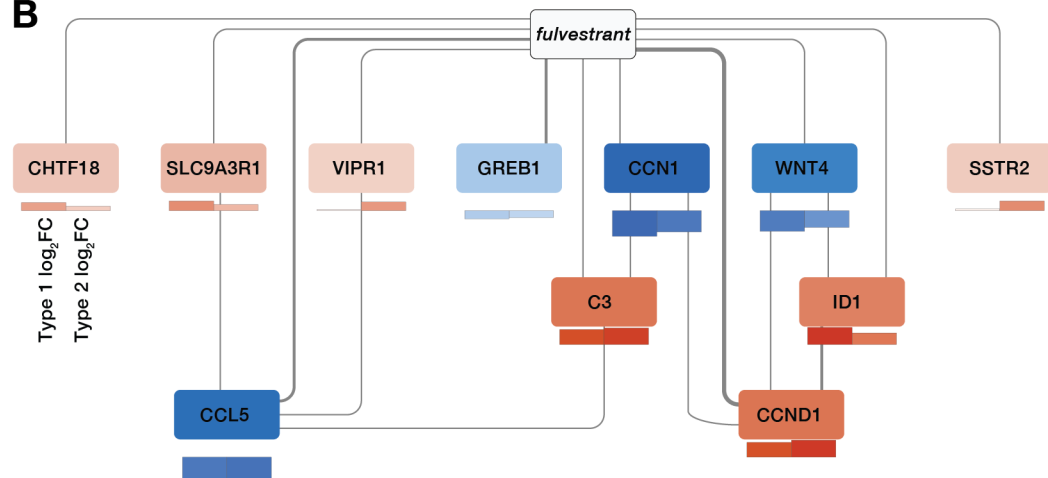 B
fulvestrant
CHTF18
SLC9A3R1
VIPR1
GREB1
CCN1
WNT4
SSTR2
Type 1 log2FC
Type 2 log2FC
C3
ID1
CCL5
CCND1